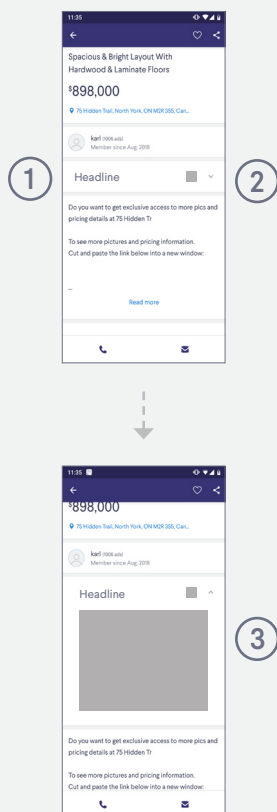 11:35
Spacious & Bright Layout With
Hardwood & Laminate Floors
$898,000
75 Hidden Trail, North York, ON M2R 3S5, Can...
karl (1006 ads)
Member since Aug. 2019
1
Headline
2
Do you want to get exclusive access to more pics and
pricing details at 75 Hidden Tr
To see more pictures and pricing information.
Cut and paste the link below into a new window:
...
Read more
11:35
$898,000
75 Hidden Trail, North York, ON M2R 3S5, Can...
karl (1006 ads)
Member since Aug. 2019
Headline
3
Do you want to get exclusive access to more pics and
pricing details at 75 Hidden Tr
To see more pictures and pricing information.
Cut and paste the link below into a new window: